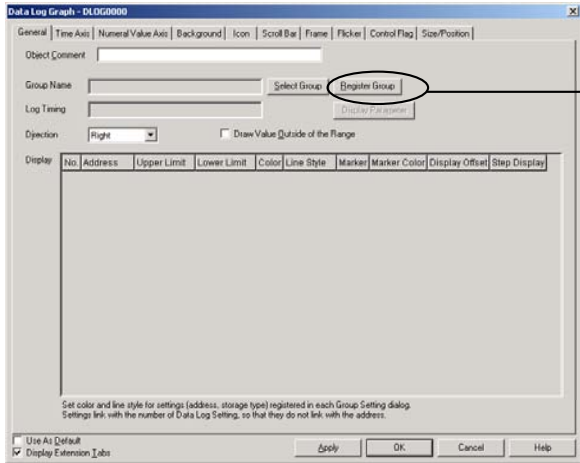 Data Log Graph - DLOG0000
General Time Axis Numeral Value Axis Background Icon Scroll Bar Frame Flicker Control Flag Size/Position
Object Comment
Group Name Select Group Register Group
Log Timing Display Parameter
Direction Right Draw Value Outside of the Range
Display No. Address Upper Limit Lower Limit Color Line Style Marker Marker Color Display Offset Step Display
Set color and line style for settings (address, storage type) registered in each Group Setting dialog.
Settings link with the number of Data Log Setting, so that they do not link with the address.
Use As Default
Display Extension Tabs Apply OK Cancel Help